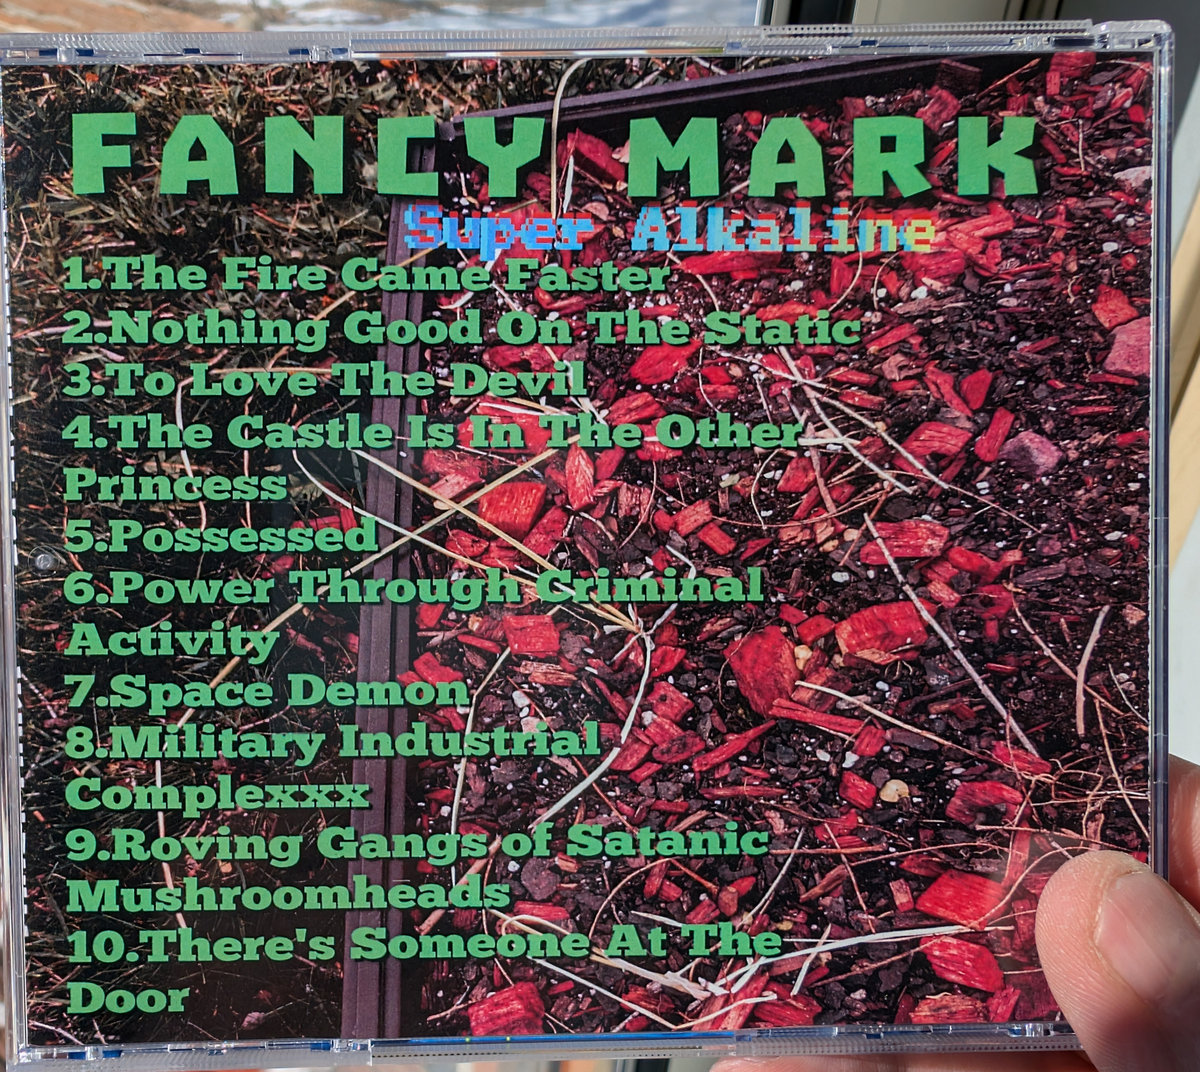 FANCY MARK
Super Alkaline
1.The Fire Came Faster
2.Nothing Good On The Static
3.To Love The Devil
4.The Castle Is In The Other
Princess
5.Possessed
6.Power Through Criminal
Activity
7.Space Demon
8.Military Industrial
Complexxx
9.Roving Gangs of Satanic
Mushroomheads
10.There's Someone At The
Door